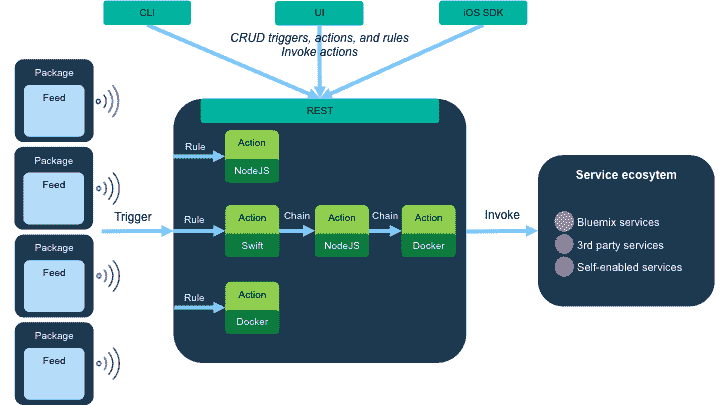 CLI
UI
iOS SDK
CRUD triggers, actions, and rules
Invoke actions
Package
Feed
Package
Feed
Package
Feed
Package
Feed
Trigger
REST
Rule
Action
NodeJS
Rule
Action
Swift
Chain
Action
NodeJS
Chain
Action
Docker
Rule
Action
Docker
Invoke
Service ecosytem
Bluemix services
3rd party services
Self-enabled services